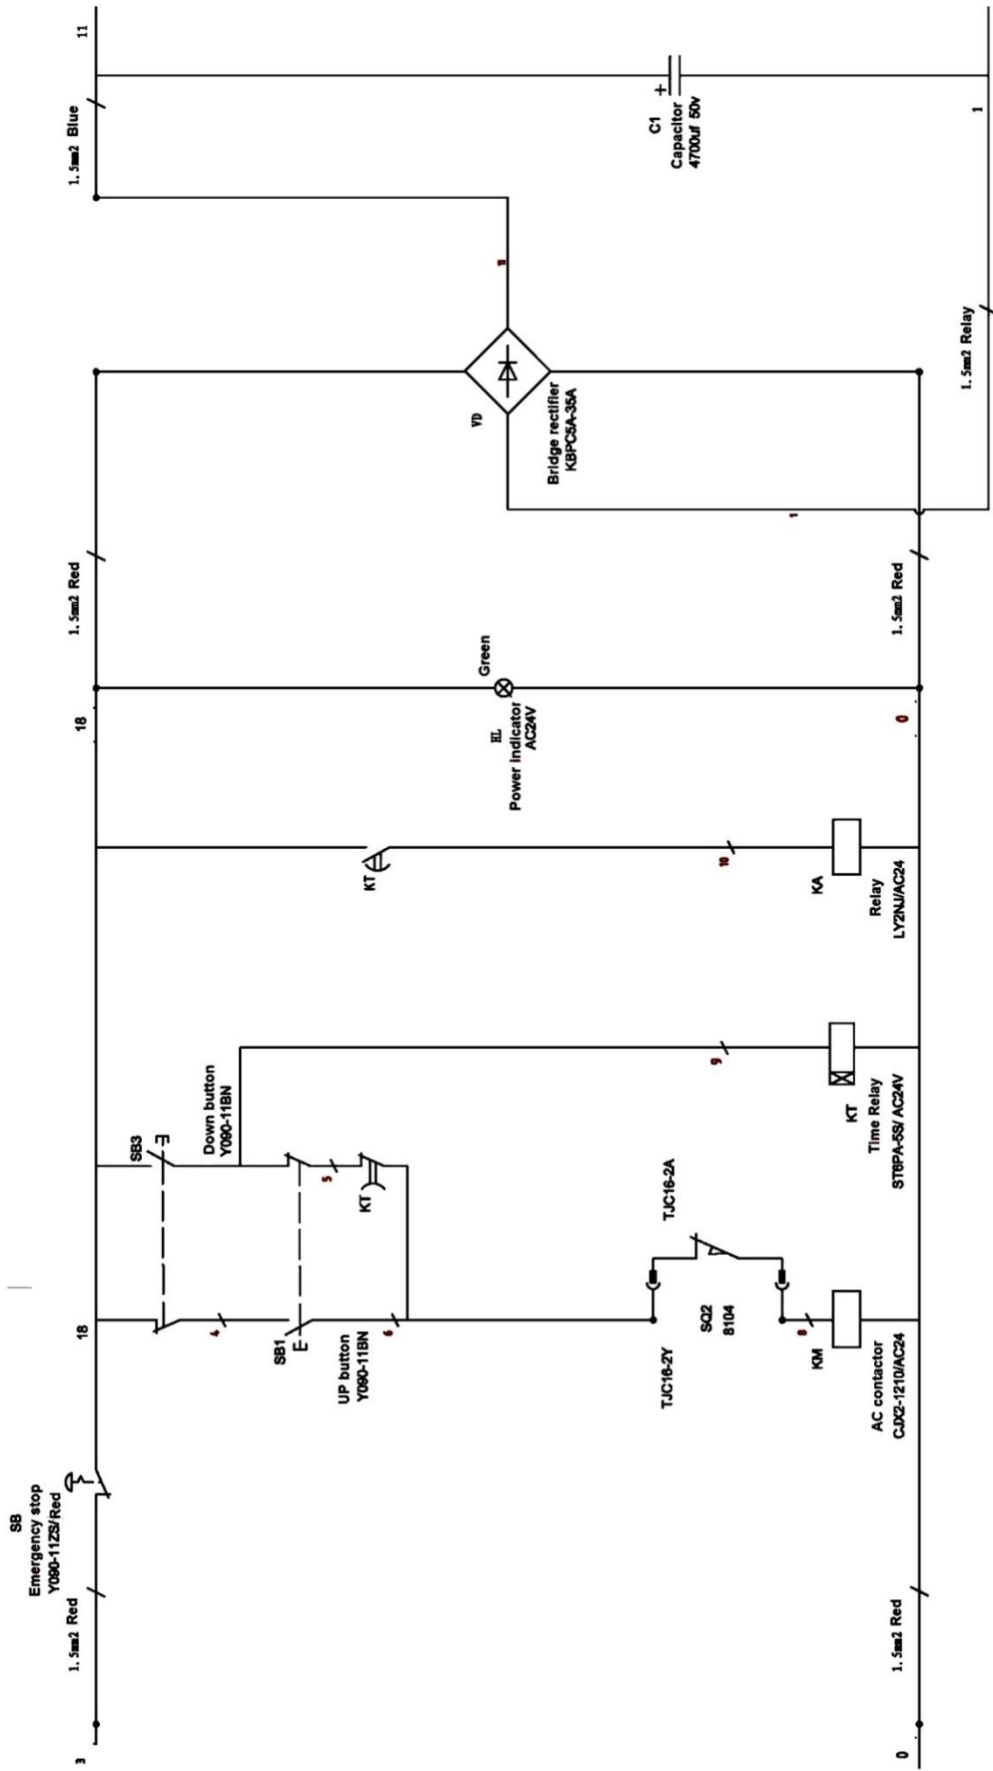 3
1.5mm2 Red
SB
Emergency stop
Y090-11ZS/Red
18
4
SB1
UP button
Y090-11BN
6
TJC16-2Y
SQ2
8104
TJC16-2A
8
KM
AC contactor
CJX2-1210/AC24
0
1.5mm2 Red
SB3
Down button
Y090-11BN
5
KT
9
KT
Time Relay
ST6PA-5S/AC24V
KT
10
KA
Relay
LY2NJ/AC24
18
HL
Power indicator
AC24V
Green
0
1.5mm2 Red
1.5mm2 Red
VD
Bridge rectifier
KBPC5A-35A
1
11
1.5mm2 Blue
11
C1
Capacitor
4700uf 50v
+
1.5mm2 Relay
1